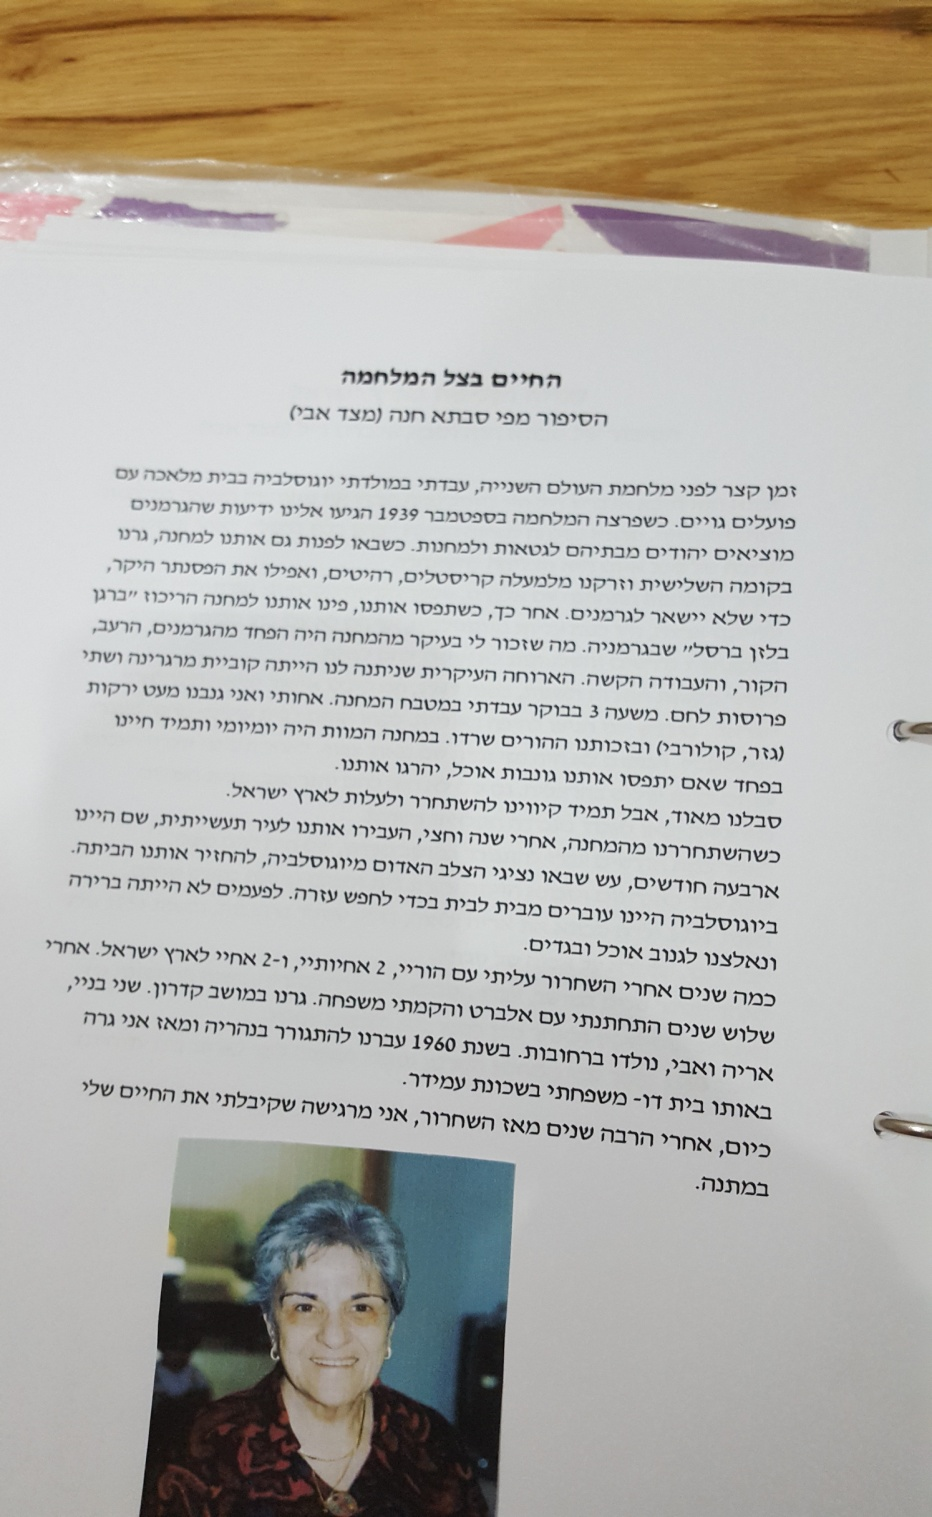 החיים בצל המלחמה
הסיפור מפי סבתא חנה (מצד אבי)
זמן קצר לפני מלחמת העולם השנייה, עבדתי במולדתי יוגוסלביה בבית מלאכה עם
פועלים גויים. כשפרצה המלחמה בספטמבר 1939 הגיעו אלינו ידיעות שהגרמנים
מוציאים יהודים מבתיהם לגטאות ולמחנות. כשבאו לפנות גם אותנו למחנה, גרנו
בקומה השלישית וזרקנו מלמעלה קריסטלים, רהיטים, ואפילו את הפסנתר היקר,
כדי שלא יישאר לגרמנים. אחר כך, כשתפסו אותנו, פינו אותנו למחנה הריכוז "ברגן
בלזן ברסל" שבגרמניה. מה שזכור לי בעיקר מהמחנה היה הפחד מהגרמנים, הרעב,
הקור, והעבודה הקשה. הארוחה העיקרית שניתנה לנו הייתה קוביית מרגרינה ושתי
פרוסות לחם. משעה 3 בבוקר עבדתי במטבח המחנה. אחותי ואני גנבנו מעט ירקות
(גזר, קולורבי) ובזכותנו ההורים שרדו. במחנה המוות היה יומיומי ותמיד חיינו
בפחד שאם יתפסו אותנו גונבות אוכל, יהרגו אותנו.
סבלנו מאוד, אבל תמיד קיווינו להשתחרר ולעלות לארץ ישראל.
כשהשתחררנו מהמחנה, אחרי שנה וחצי, העבירו אותנו לעיר תעשייתית, שם היינו
ארבעה חודשים, עש שבאו נציגי הצלב האדום מיוגוסלביה, להחזיר אותנו הביתה.
ביוגוסלביה היינו עוברים מבית לבית בכדי לחפש עזרה. לפעמים לא הייתה ברירה
ונאלצנו לגנוב אוכל ובגדים.
כמה שנים אחרי השחרור עליתי עם הוריי, 2 אחיותיי, ו-2 אחיי לארץ ישראל. אחרי
שלוש שנים התחתנתי עם אלברט והקמתי משפחה. גרנו במושב קדרון. שני בניי,
אריה ואבי, נולדו ברחובות. בשנת 1960 עברנו להתגורר בנהריה ומאז אני גרה
באותו בית דו- משפחתי בשכונת עמידר.
כיום, אחרי הרבה שנים מאז השחרור, אני מרגישה שקיבלתי את החיים שלי
במתנה.